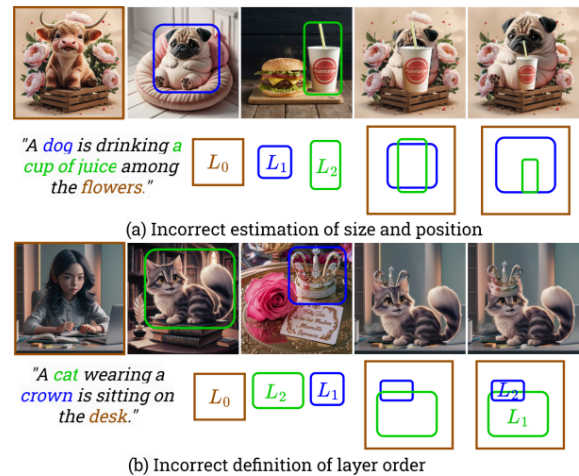 "A dog is drinking a
cup of juice among
the flowers."
L₀
L₁
L₂
(a) Incorrect estimation of size and position
"A cat wearing a
crown is sitting on
the desk."
L₀
L₂
L₁
L₂
L₁
(b) Incorrect definition of layer order